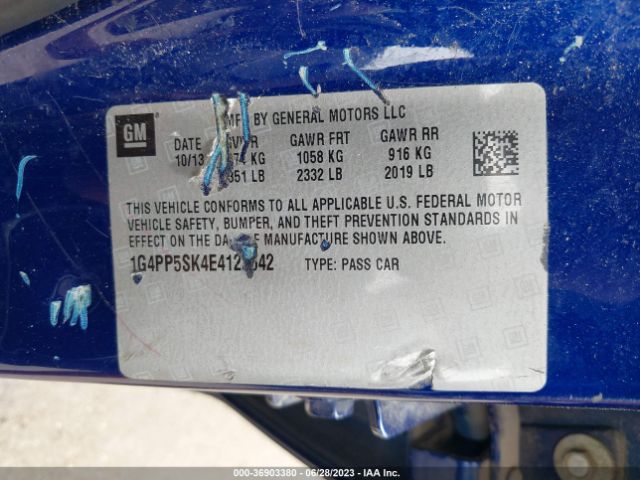 GM
BY GENERAL MOTORS LLC
DATE GAWR FRT GAWR RR
10/13 KG 1058 KG 916 KG
LB 2332 LB 2019 LB
THIS VEHICLE CONFORMS TO ALL APPLICABLE U.S. FEDERAL MOTOR
VEHICLE SAFETY, BUMPER, AND THEFT PREVENTION STANDARDS IN
EFFECT ON THE OF MANUFACTURE SHOWN ABOVE.
TYPE: PASS CAR
000-36903380 - 06/28/2023 - IAA Inc.